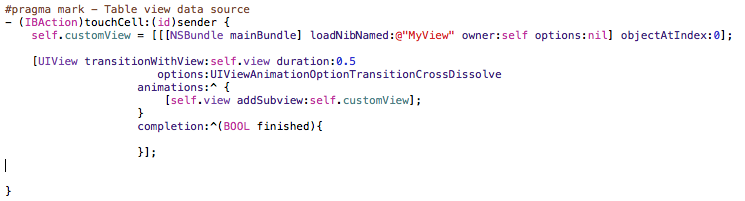 #pragma mark - Table view data source
- (IBAction)touchCell:(id)sender {
    self.customView = [[[NSBundle mainBundle] loadNibNamed:@"MyView" owner:self options:nil] objectAtIndex:0];
    [UIView transitionWithView:self.view duration:0.5
                       options:UIViewAnimationOptionTransitionCrossDissolve
                    animations:^ {
                        [self.view addSubview:self.customView];
                    }
                    completion:^(BOOL finished){
                    }];
}